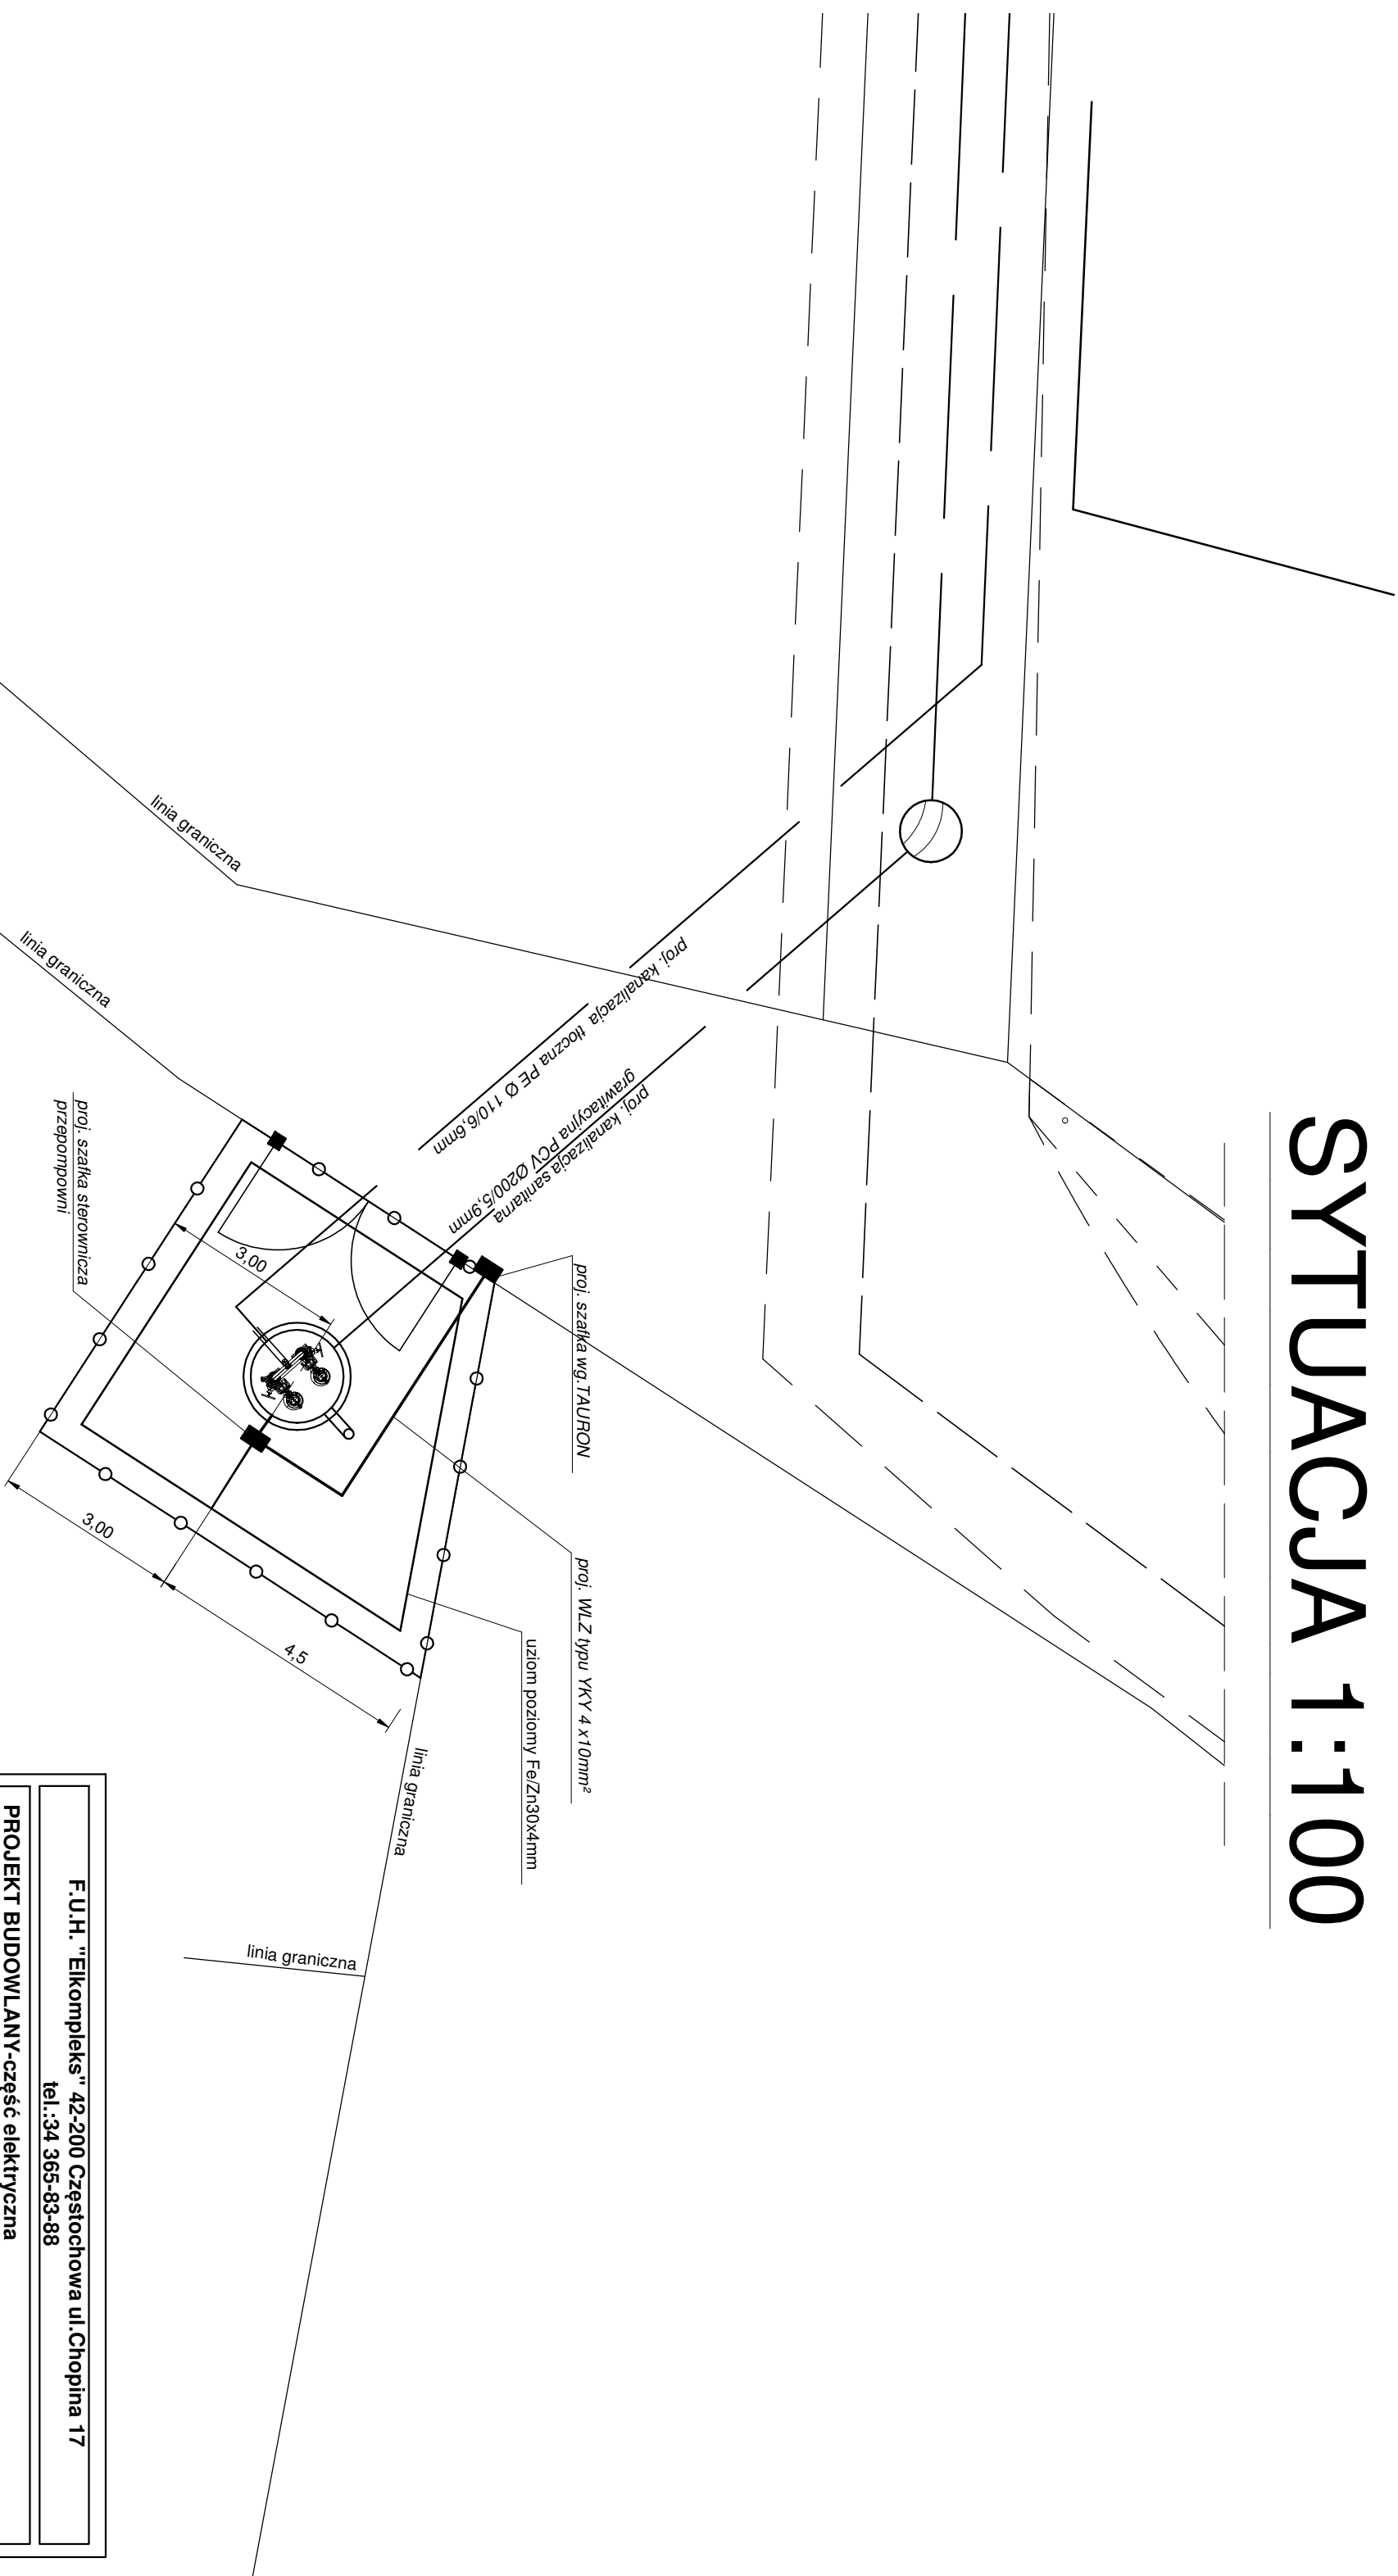 SYTUACJA 1:100
linia graniczna
linia graniczna
proj. kanalizacja tłoczna PE Ø 110/6,6mm
proj. kanalizacja sanitarna
grawitacyjna PCV Ø200/5,9mm
proj. szafka sterownicza
przepompowni
proj. szafka wg.TAURON
3,00
3,00
4,5
proj. WLZ typu YKY 4 x10mm²
uziom poziomy Fe/Zn30x4mm
linia graniczna
linia graniczna
F.U.H. "Elkompleks" 42-200 Częstochowa ul.Chopina 17
tel.:34 365-83-88
PROJEKT BUDOWLANY-część elektryczna